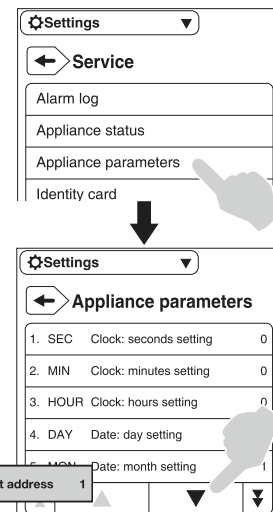 Settings
Service
Alarm log
Appliance status
Appliance parameters
Identity card
Settings
Appliance parameters
1. SEC Clock: seconds setting 0
2. MIN Clock: minutes setting 0
3. HOUR Clock: hours setting 0
4. DAY Date: day setting
5. MON Date: month setting 1
t address 1